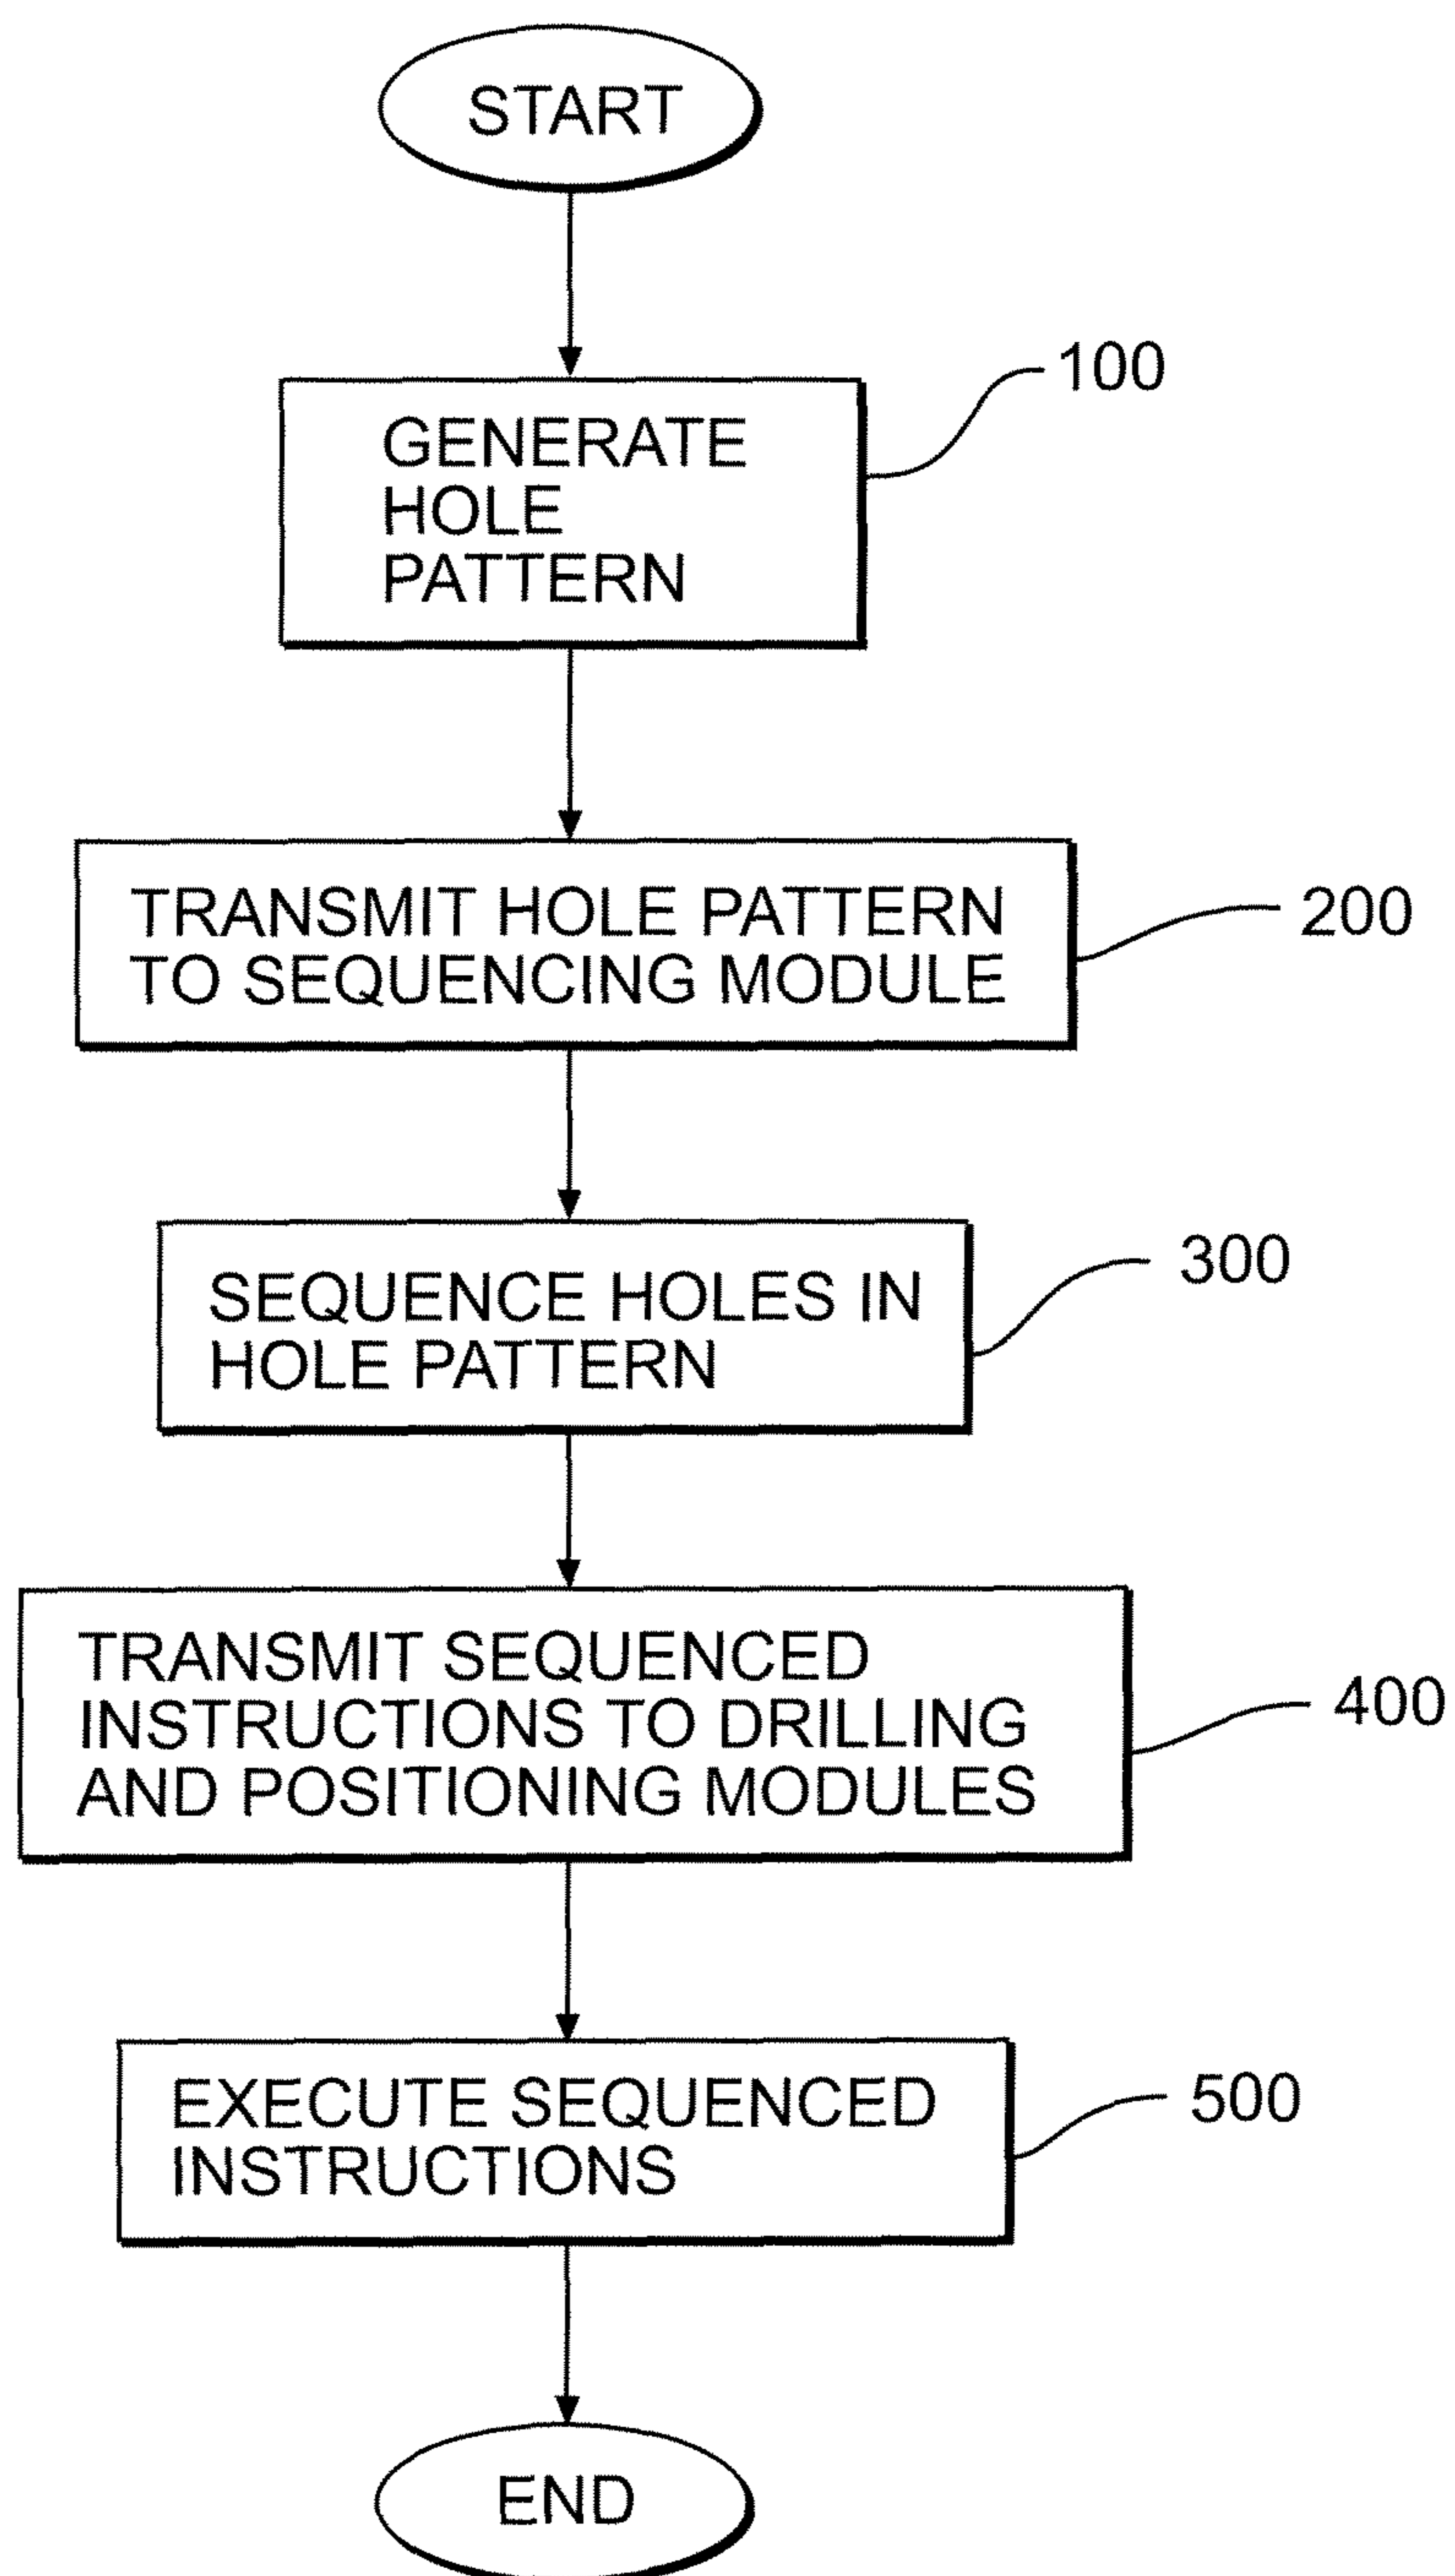 START
100
GENERATE
HOLE
PATTERN
TRANSMIT HOLE PATTERN
TO SEQUENCING MODULE
200
SEQUENCE HOLES IN
HOLE PATTERN
300
TRANSMIT SEQUENCED
INSTRUCTIONS TO DRILLING
AND POSITIONING MODULES
400
EXECUTE SEQUENCED
INSTRUCTIONS
500
END